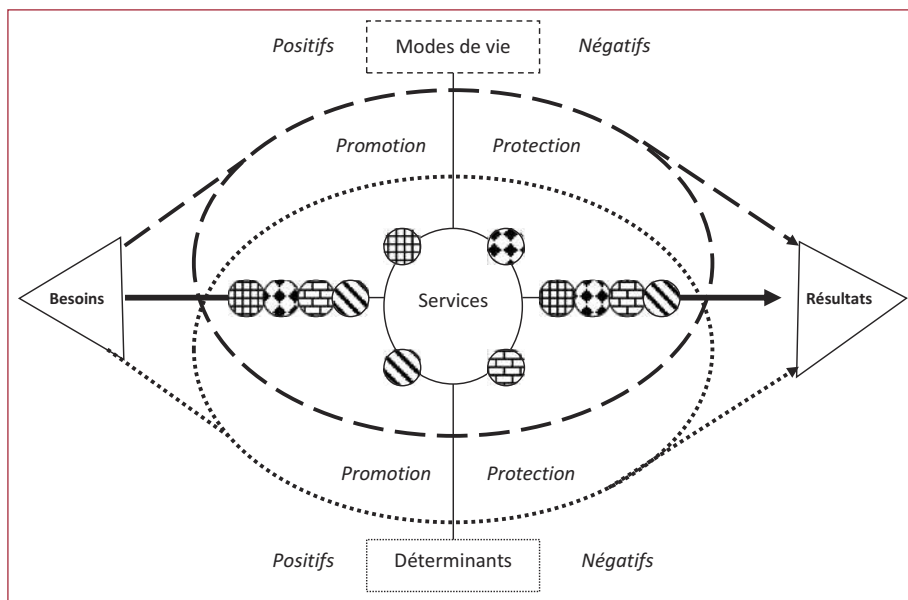 Positifs Modes de vie Négatifs
Promotion Protection
Besoins Services Résultats
Promotion Protection
Positifs Déterminants Négatifs